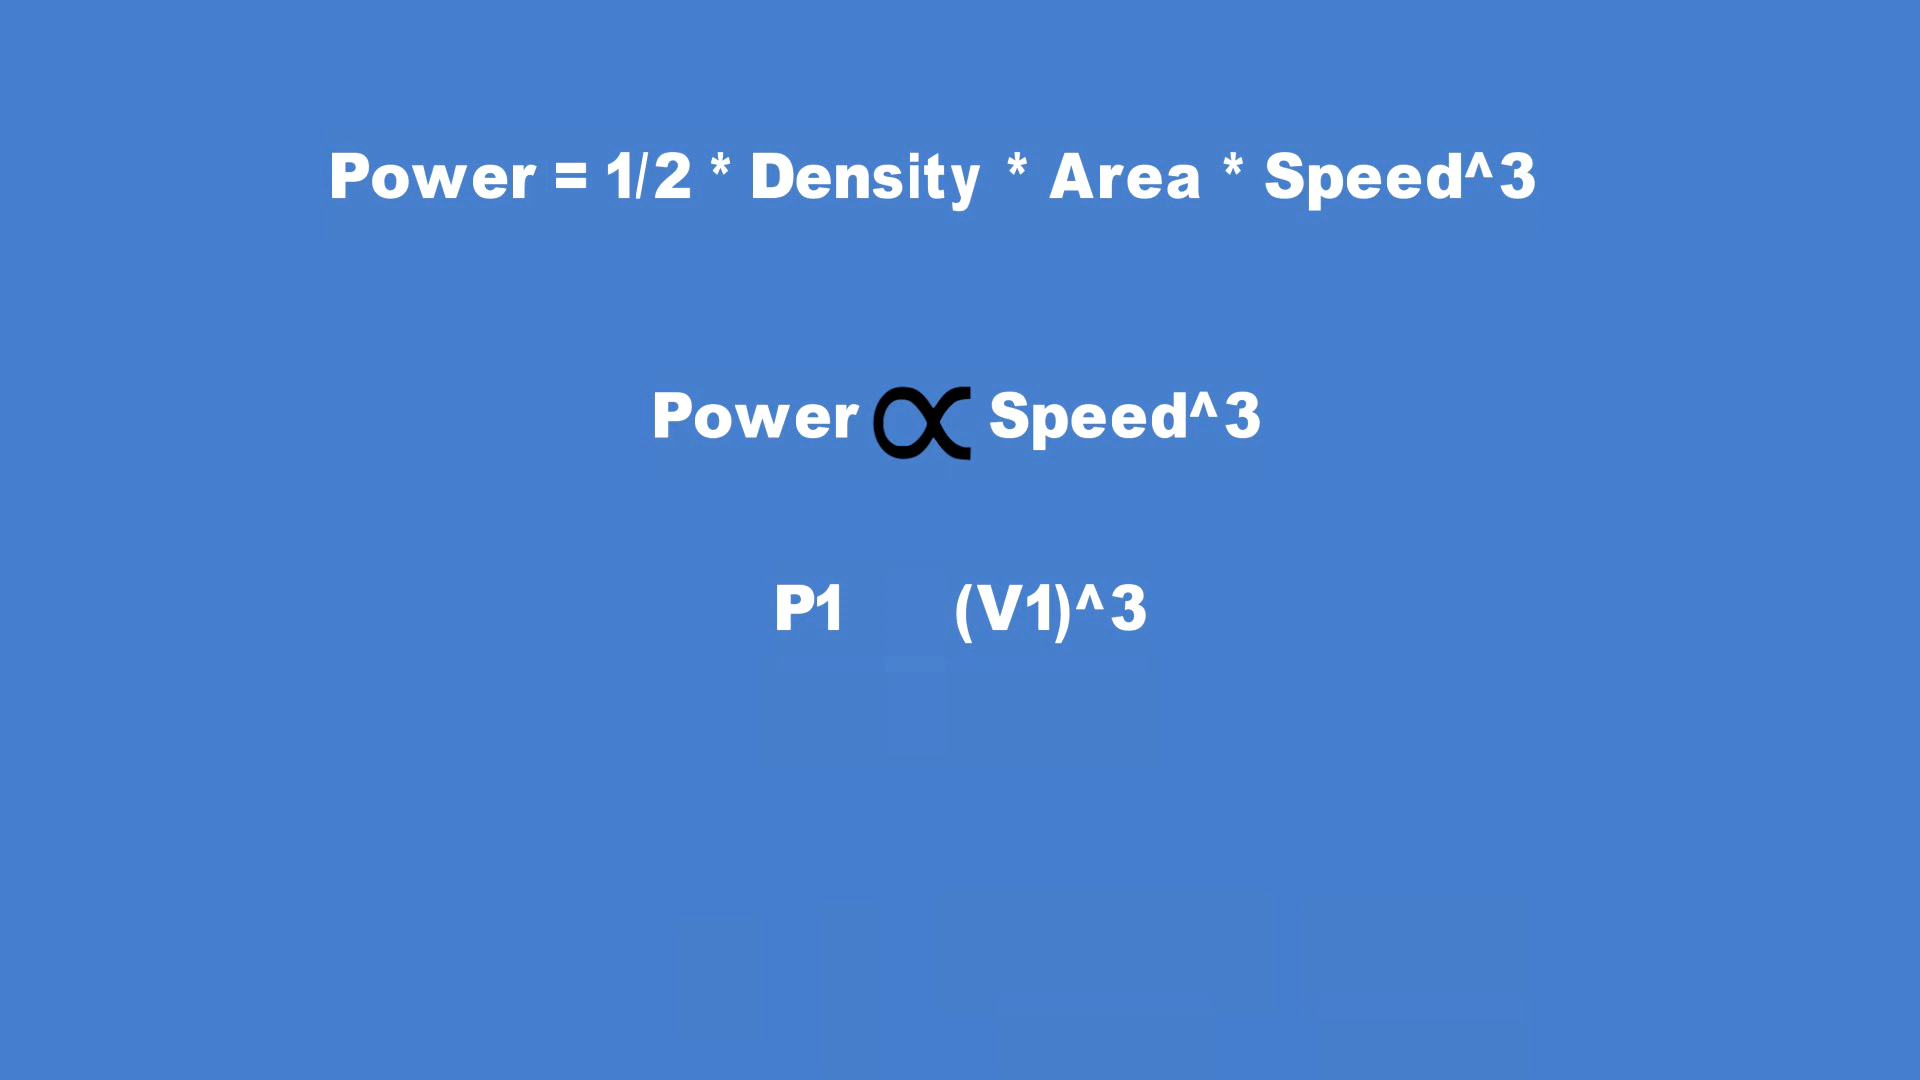 Power = 1/2 * Density * Area * Speed^3
Power ∝ Speed^3
P1 (V1)^3